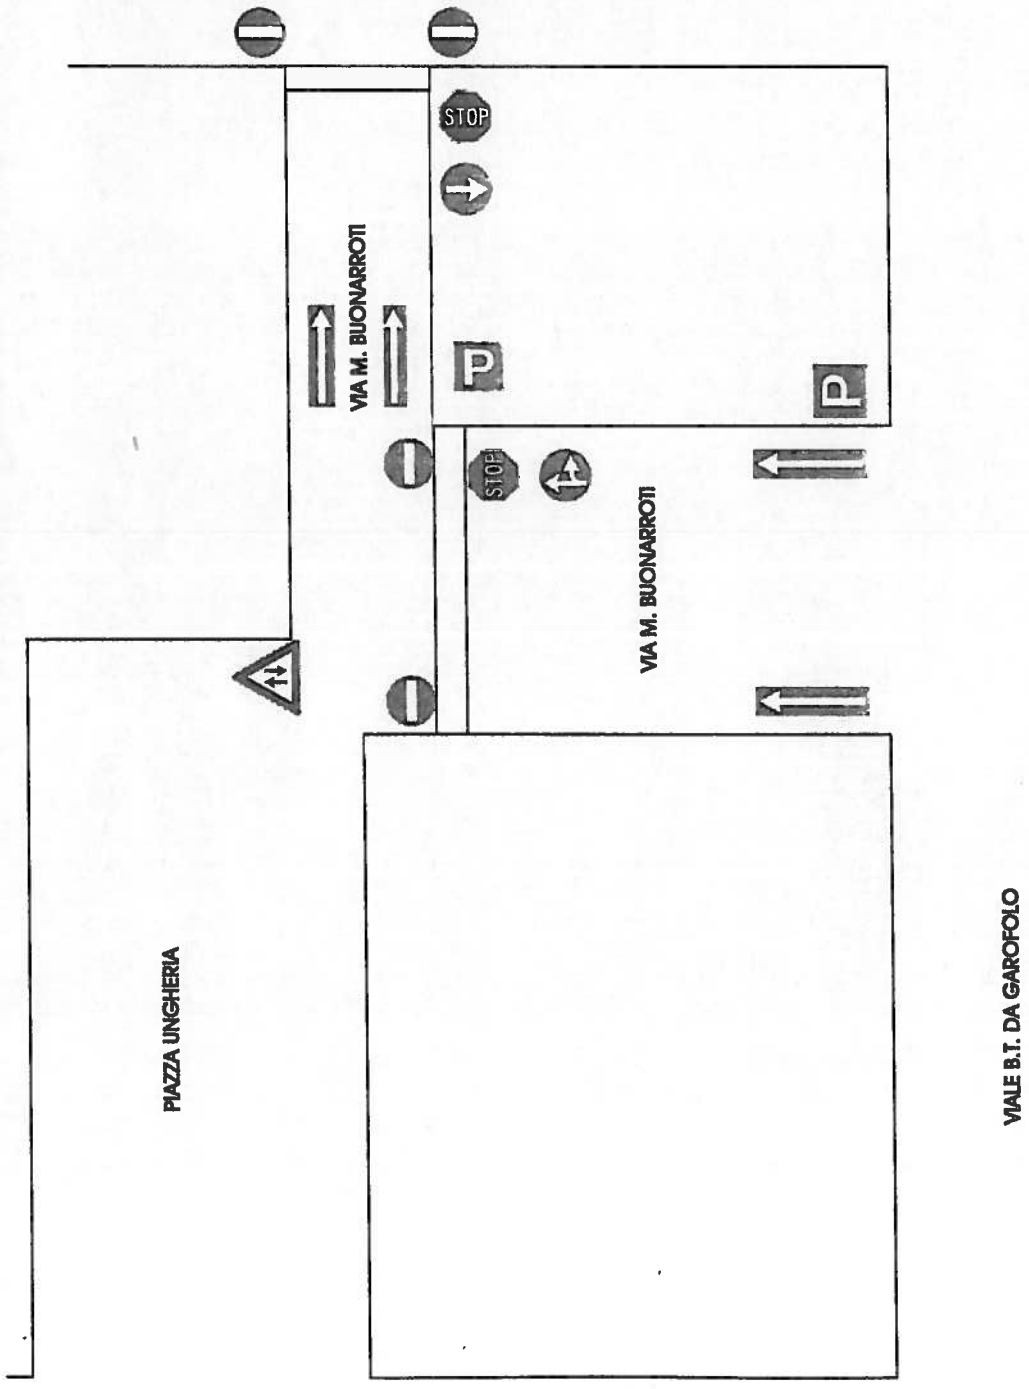 STOP
VIA M. BUONARROTI
P
P
STOP
VIA M. BUONARROTI
PIAZZA UNGHERIA
VIALE B.T. DA GAROFOLO